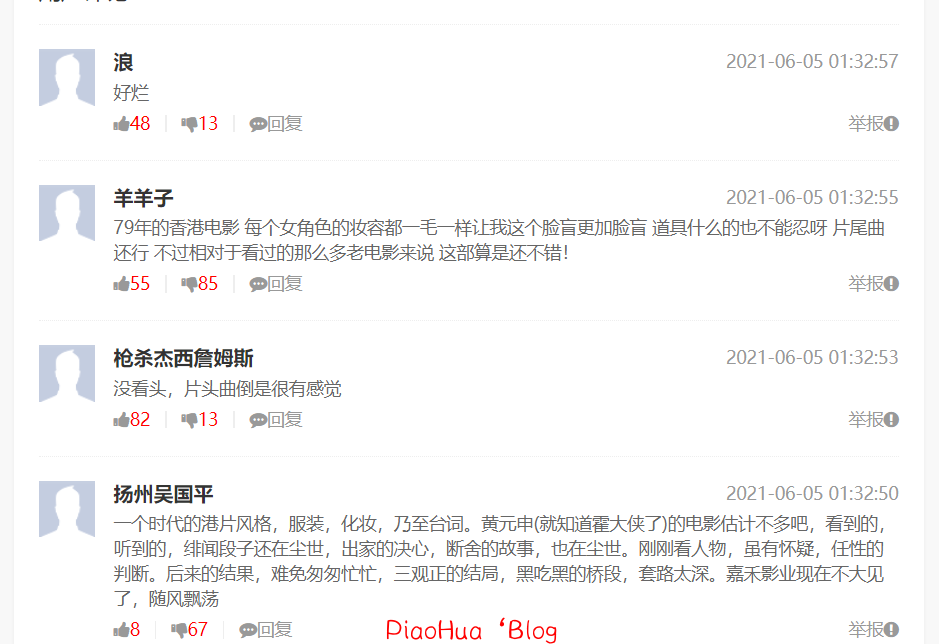 浪
2021-06-05 01:32:57
好烂
48
13
回复
举报
羊羊子
2021-06-05 01:32:55
79年的香港电影 每个女角色的妆容都一毛一样让我这个脸盲更加脸盲 道具什么的也不能忍呀 片尾曲
还行 不过相对于看过的那么多老电影来说 这部算是还不错！
55
85
回复
举报
枪杀杰西詹姆斯
2021-06-05 01:32:53
没看头，片头曲倒是很有感觉
82
13
回复
举报
扬州吴国平
2021-06-05 01:32:50
一个时代的港片风格，服装，化妆，乃至台词。黄元申(就知道霍大侠了)的电影估计不多吧，看到的，
听到的，绯闻段子还在尘世，出家的决心，断舍的故事，也在尘世。刚刚看人物，虽有怀疑，任性的
判断。后来的结果，难免匆匆忙忙，三观正的结局，黑吃黑的桥段，套路太深。嘉禾影业现在不大见
了，随风飘荡
8
67
回复
PiaoHua‘Blog
举报